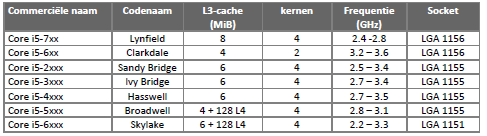 Commerciële naam Codenaam L3-cache (MiB) kernen Frequentie (GHz) Socket
Core i5-7xx Lynfield 8 4 2.4 -2.8 LGA 1156
Core i5-6xx Clarkdale 4 2 3.2 – 3.6 LGA 1156
Core i5-2xxx Sandy Bridge 6 4 2.5 – 3.4 LGA 1155
Core i5-3xxx Ivy Bridge 6 4 2.7 – 3.4 LGA 1155
Core i5-4xxx Hasswell 6 4 2.7 – 3.5 LGA 1155
Core i5-5xxx Broadwell 4 + 128 L4 4 2.8 – 3.1 LGA 1155
Core i5-6xxx Skylake 6 + 128 L4 4 2.2 – 3.3 LGA 1151